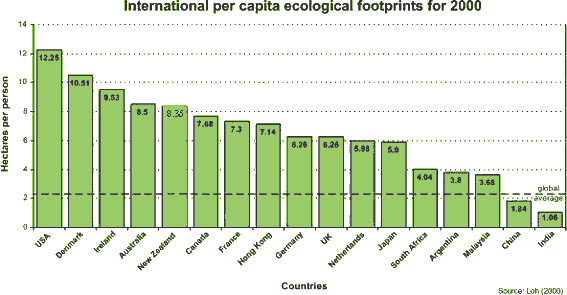 International per capita ecological footprints for 2000
Hectares per person
14
12
10
8
6
4
2
0
12.25
10.51
9.53
8.5
8.35
7.68
7.3
7.14
6.26
6.26
5.98
5.9
4.04
3.8
3.68
1.84
1.06
global
average
USA
Denmark
Ireland
Australia
New Zealand
Canada
France
Hong Kong
Germany
UK
Netherlands
Japan
South Africa
Argentina
Malaysia
China
India
Countries
Source: Loh (2000)